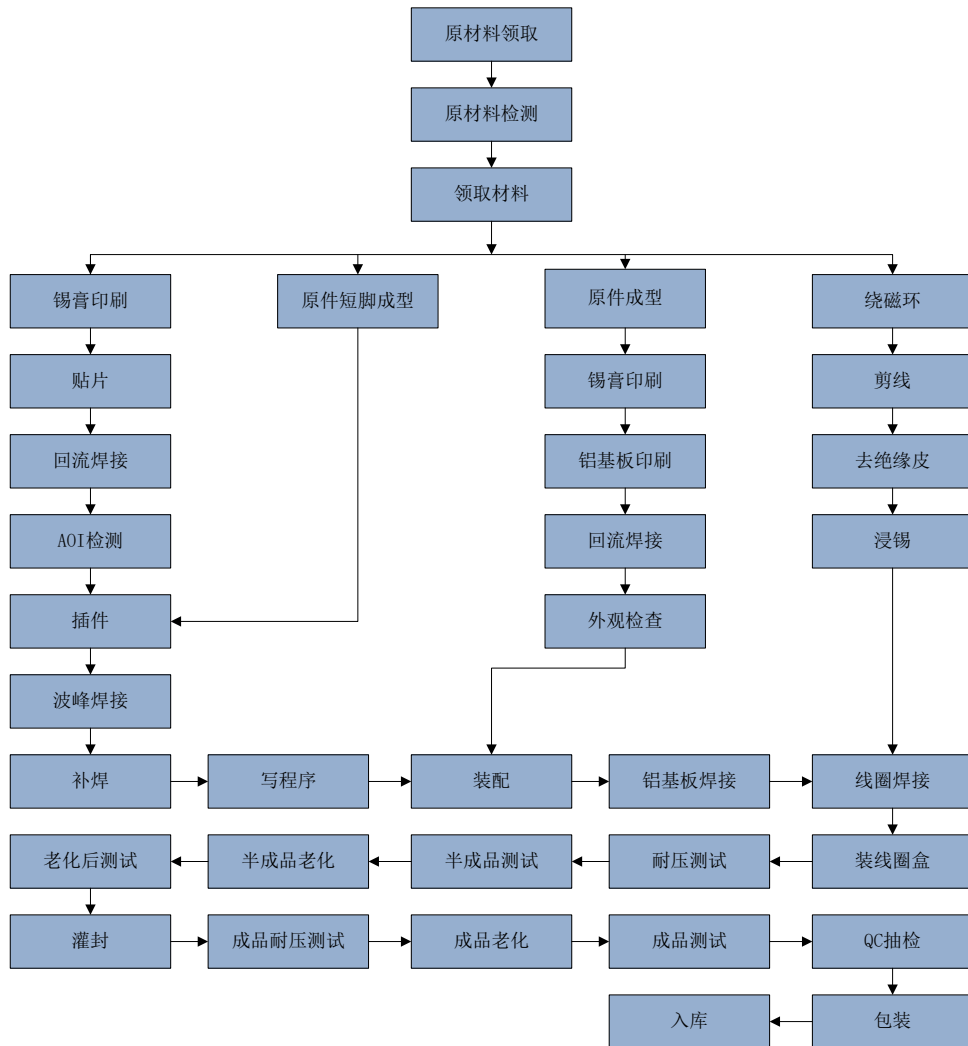 原材料领取
原材料检测
领取材料
锡膏印刷
原件短脚成型
原件成型
绕磁环
贴片
锡膏印刷
剪线
回流焊接
铝基板印刷
去绝缘皮
AOI检测
回流焊接
浸锡
插件
外观检查
波峰焊接
补焊
写程序
装配
铝基板焊接
线圈焊接
老化后测试
半成品老化
半成品测试
耐压测试
装线圈盒
灌封
成品耐压测试
成品老化
成品测试
QC抽检
入库
包装